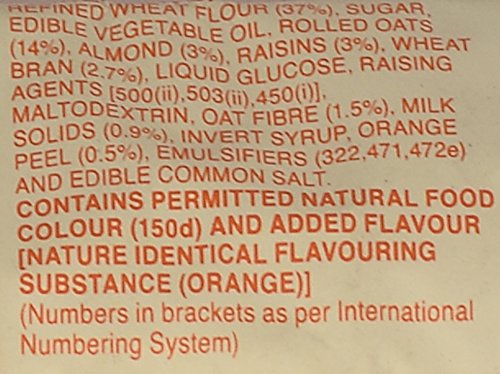 REFINED WHEAT FLOUR (37%), SUGAR,
EDIBLE VEGETABLE OIL, ROLLED OATS
(14%), ALMOND (3%), RAISINS (3%), WHEAT
BRAN (2.7%), LIQUID GLUCOSE, RAISING
AGENTS [500(ii),503(ii),450(i)],
MALTODEXTRIN, OAT FIBRE (1.5%), MILK
SOLIDS (0.9%), INVERT SYRUP, ORANGE
PEEL (0.5%), EMULSIFIERS (322,471,472e)
AND EDIBLE COMMON SALT.
CONTAINS PERMITTED NATURAL FOOD
COLOUR (150d) AND ADDED FLAVOUR
[NATURE IDENTICAL FLAVOURING
SUBSTANCE (ORANGE)]
(Numbers in brackets as per International
Numbering System)